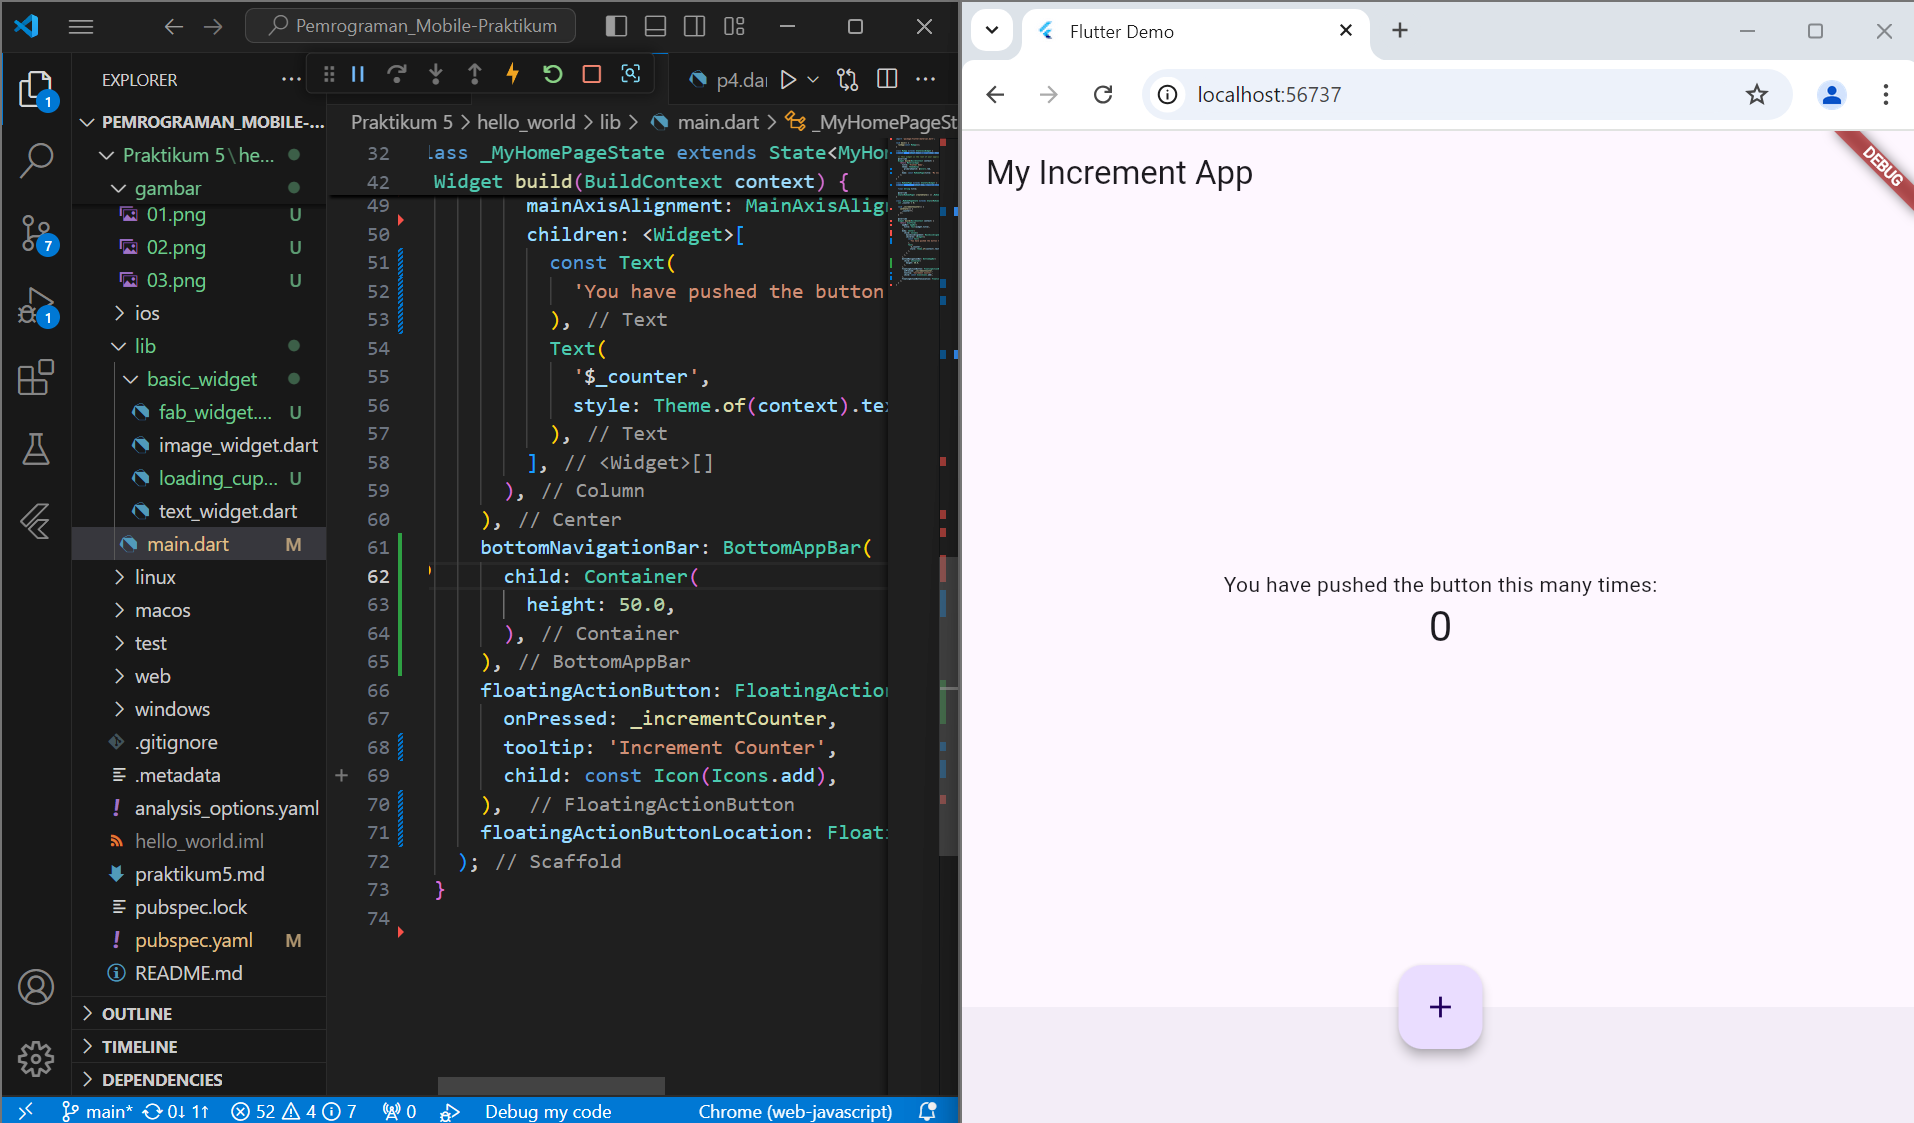 Pemrograman_Mobile-Praktikum
EXPLORER
PEMROGRAMAN_MOBILE-...
Praktikum 5\he...
gambar
01.png U
02.png U
03.png U
ios
lib
basic_widget
fab_widget.... U
image_widget.dart
loading_cup... U
text_widget.dart
main.dart M
linux
macos
test
web
windows
.gitignore
.metadata
! analysis_options.yaml
hello_world.iml
praktikum5.md
pubspec.lock
! pubspec.yaml M
README.md
OUTLINE
TIMELINE
DEPENDENCIES
1
7
1
p4.da
Praktikum 5 > hello_world > lib > main.dart > _MyHomePageSt
32 lass _MyHomePageState extends State<MyHo
42 Widget build(BuildContext context) {
49 mainAxisAlignment: MainAxisAlig
50 children: <Widget>[
51 const Text(
52 'You have pushed the button
53 ), // Text
54 Text(
55 '$_counter',
56 style: Theme.of(context).te
57 ), // Text
58 ], // <Widget>[]
59 ), // Column
60 ), // Center
61 bottomNavigationBar: BottomAppBar(
62 child: Container(
63 height: 50.0,
64 ), // Container
65 ), // BottomAppBar
66 floatingActionButton: FloatingActio
67 onPressed: _incrementCounter,
68 tooltip: 'Increment Counter',
69 child: const Icon(Icons.add),
70 ), // FloatingActionButton
71 floatingActionButtonLocation: Float
72 ); // Scaffold
73 }
74
main* 0↓ 1↑ 52 4 7 0 Debug my code Chrome (web-javascript)
Flutter Demo
localhost:56737
My Increment App
DEBUG
You have pushed the button this many times:
0
+